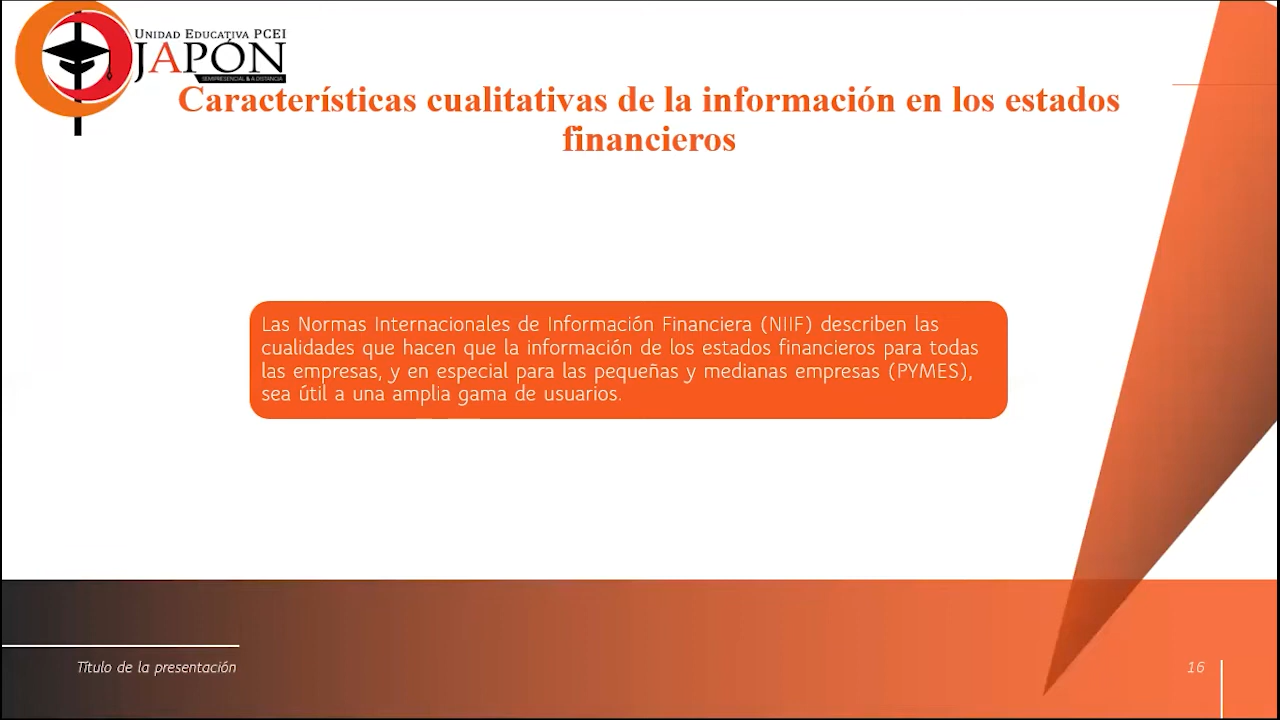 UNIDAD EDUCATIVA PCEI
JAPÓN
SEMIPRESENCIAL & A DISTANCIA
Características cualitativas de la información en los estados
financieros
Las Normas Internacionales de Información Financiera (NIIF) describen las
cualidades que hacen que la información de los estados financieros para todas
las empresas, y en especial para las pequeñas y medianas empresas (PYMES),
sea útil a una amplia gama de usuarios.
Título de la presentación
16